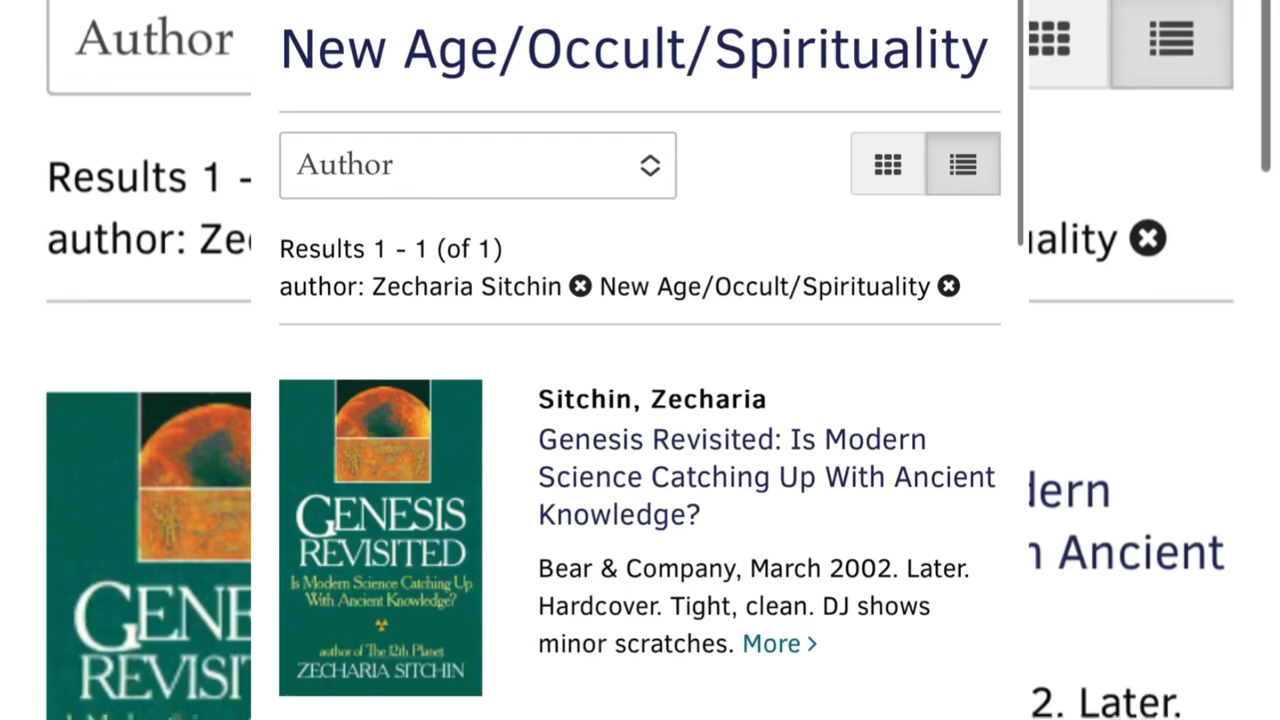 New Age/Occult/Spirituality
Author
Results 1 - 1 (of 1)
author: Zecharia Sitchin New Age/Occult/Spirituality
GENESIS
REVISITED
Is Modern Science Catching Up
With Ancient Knowledge?
author of The 12th Planet
ZECHARIA SITCHIN
Sitchin, Zecharia
Genesis Revisited: Is Modern
Science Catching Up With Ancient
Knowledge?
Bear & Company, March 2002. Later.
Hardcover. Tight, clean. DJ shows
minor scratches. More >
Author
Results 1 -
author: Ze
GENE
REVISI
ality
dern
Ancient
2. Later.